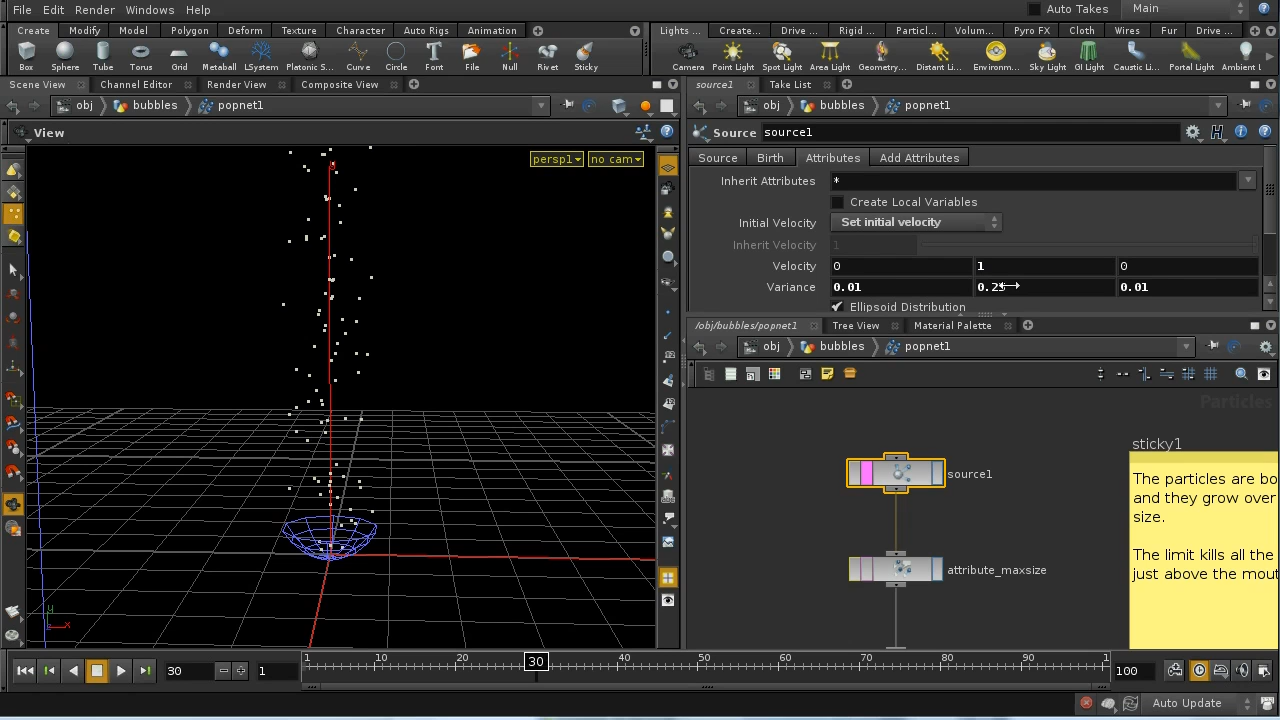 File Edit Render Windows Help Auto Takes Main
Create Modify Model Polygon Deform Texture Character Auto Rigs Animation Lights ... Create... Drive ... Rigid ... Particl... Volum... Pyro FX Cloth Wires Fur Drive ...
Box Sphere Tube Torus Grid Metaball LSystem Platonic S... Curve Circle Font File Null Rivet Sticky Camera Point Light Spot Light Area Light Geometry... Distant Li... Environm... Sky Light GI Light Caustic Li... Portal Light Ambient L
Scene View Channel Editor Render View Composite View source1 Take List
obj bubbles popnet1 obj bubbles popnet1
View Source source1
persp1 no cam Source Birth Attributes Add Attributes
Inherit Attributes *
Create Local Variables
Initial Velocity Set initial velocity
Inherit Velocity 1
Velocity 0 1 0
Variance 0.01 0.25 0.01
Ellipsoid Distribution
/obj/bubbles/popnet1 Tree View Material Palette
obj bubbles popnet1
Particles
sticky1
source1
The particles are bo
and they grow over
size.
The limit kills all the
just above the mout
attribute_maxsize
y
x
30 1 1 10 20 30 40 50 60 70 80 90 1 100
Auto Update